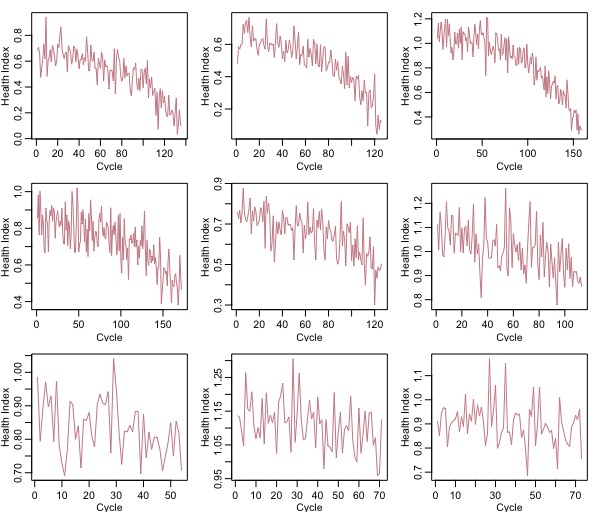 Health Index
0.0 0.2 0.4 0.6 0.8
0 20 40 60 80 100 120
Cycle
Health Index
0.2 0.4 0.6
0 20 40 60 80 100 120
Cycle
Health Index
0.4 0.6 0.8 1.0 1.2
0 50 100 150
Cycle
Health Index
0.4 0.6 0.8 1.0
0 50 100 150
Cycle
Health Index
0.3 0.5 0.7 0.9
0 20 40 60 80 100 120
Cycle
Health Index
0.8 0.9 1.0 1.1 1.2
0 20 40 60 80 100
Cycle
Health Index
0.70 0.80 0.90 1.00
0 10 20 30 40 50
Cycle
Health Index
0.95 1.05 1.15 1.25
0 10 20 30 40 50 60 70
Cycle
Health Index
0.7 0.8 0.9 1.0 1.1
0 10 30 50 70
Cycle